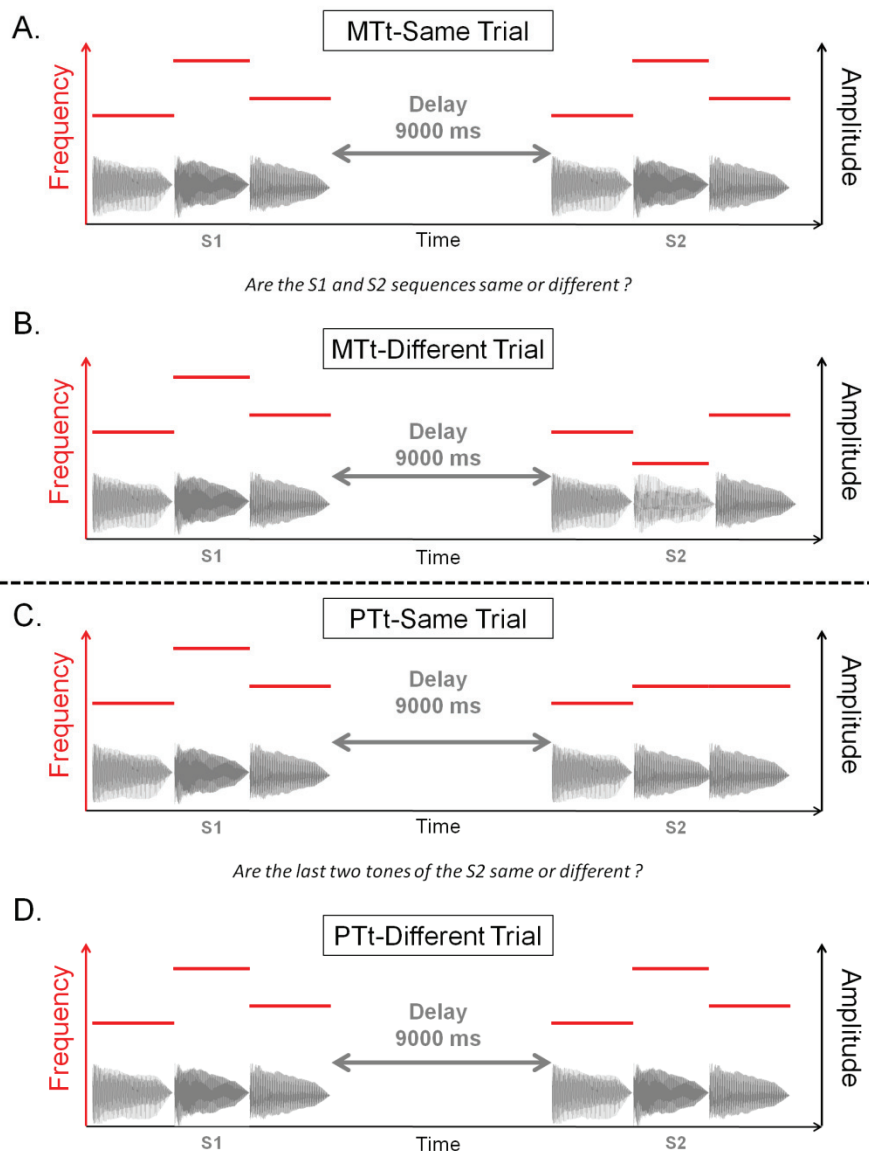 A.
MTt-Same Trial
Frequency
Delay
9000 ms
Amplitude
S1
Time
S2
Are the S1 and S2 sequences same or different ?
B.
MTt-Different Trial
Frequency
Delay
9000 ms
Amplitude
S1
Time
S2
C.
PTt-Same Trial
Frequency
Delay
9000 ms
Amplitude
S1
Time
S2
Are the last two tones of the S2 same or different ?
D.
PTt-Different Trial
Frequency
Delay
9000 ms
Amplitude
S1
Time
S2